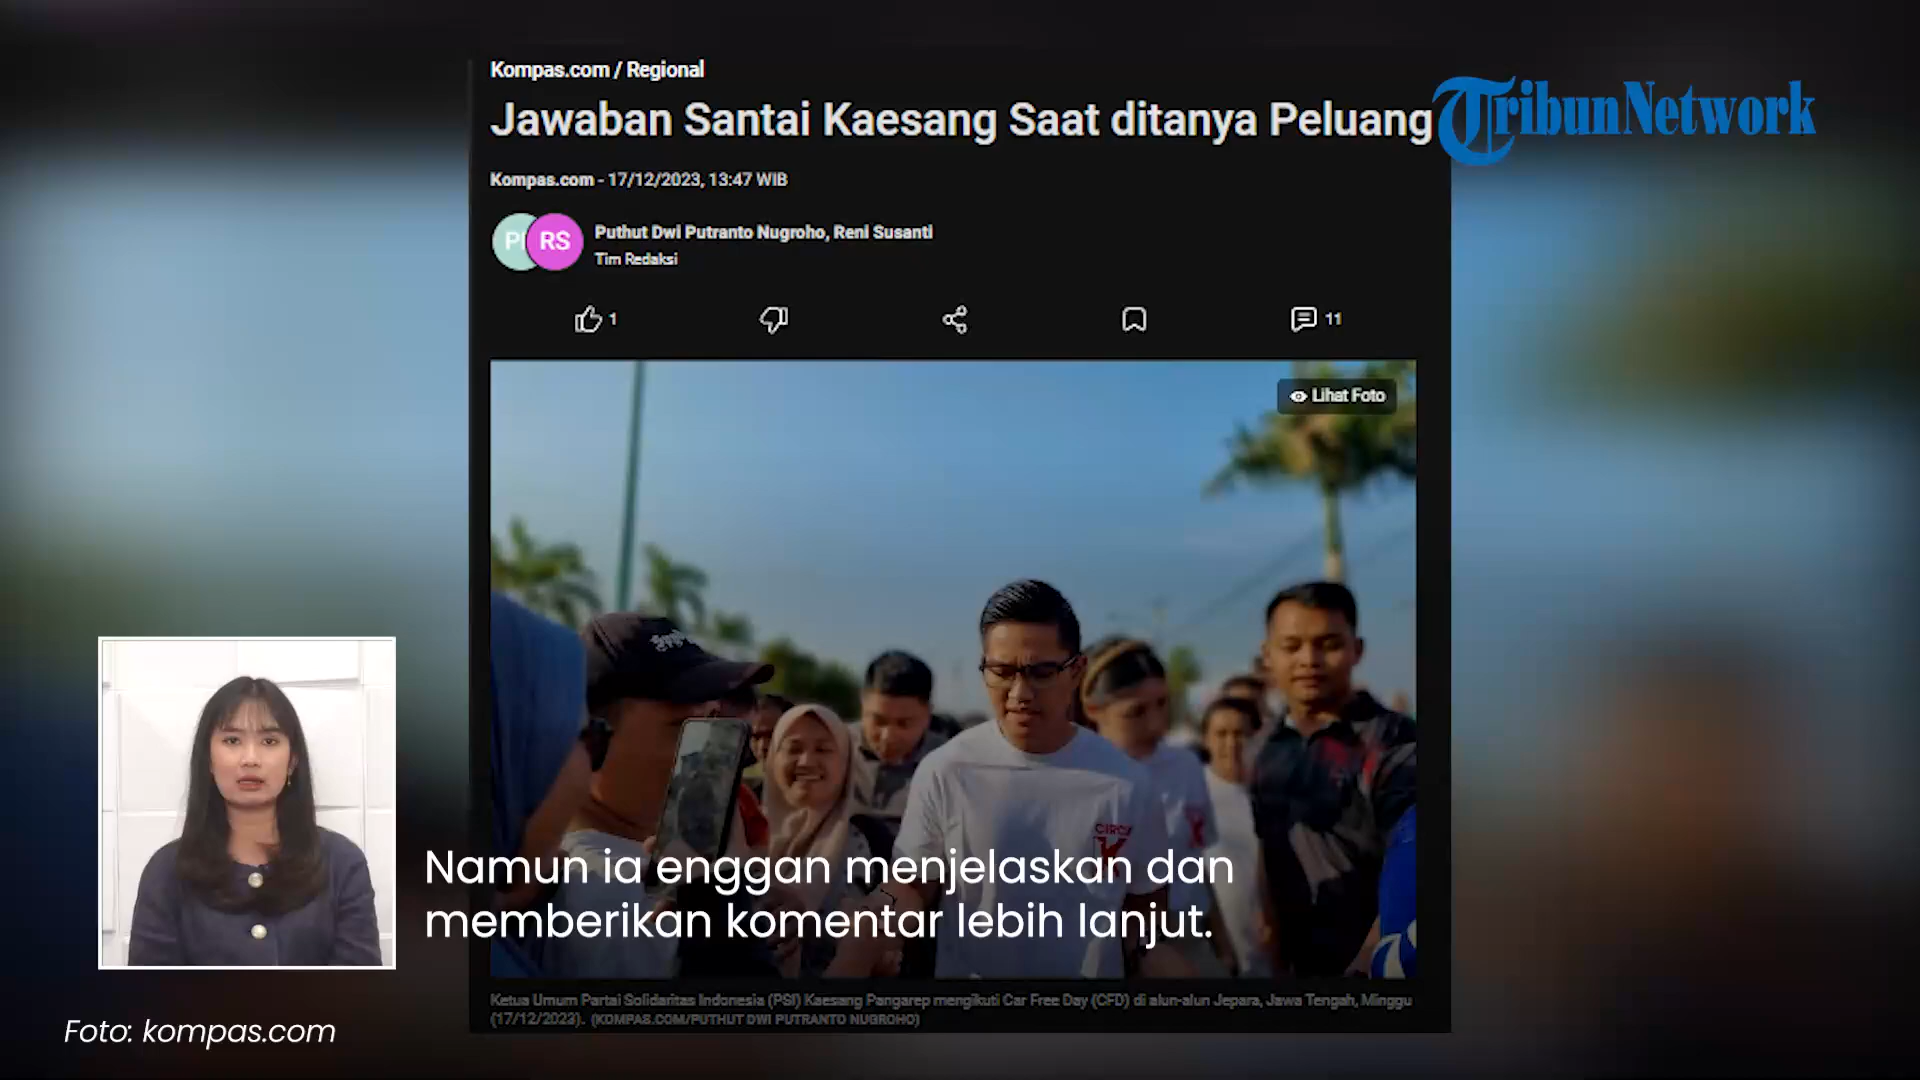 Kompas.com / Regional
Jawaban Santai Kaesang Saat ditanya Peluang
TribunNetwork
Kompas.com - 17/12/2023, 13:47 WIB
RS
Puthut Dwi Putranto Nugroho, Reni Susanti
Tim Redaksi
1
11
Lihat Foto
Namun ia enggan menjelaskan dan
memberikan komentar lebih lanjut.
Ketua Umum Partai Solidaritas Indonesia (PSI) Kaesang Pangarep mengikuti Car Free Day (CFD) di alun-alun Jepara, Jawa Tengah, Minggu
(17/12/2023). (KOMPAS.COM/PUTHUT DWI PUTRANTO NUGROHO)
Foto: kompas.com